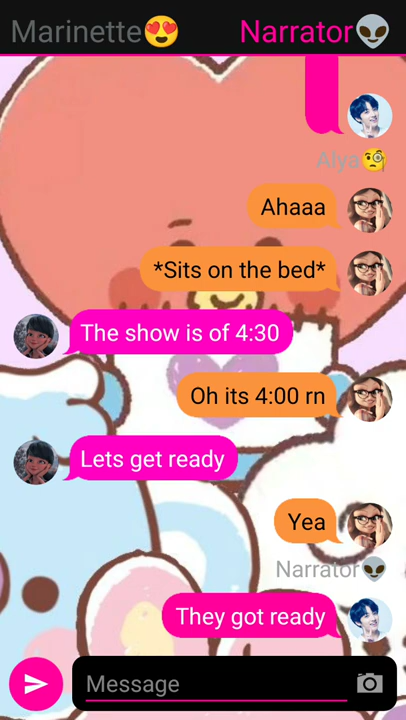 Marinette😍 Narrator👽
Alya🧐
Ahaaa
*Sits on the bed*
The show is of 4:30
Oh its 4:00 rn
Lets get ready
Yea
Narrator👽
They got ready
Message